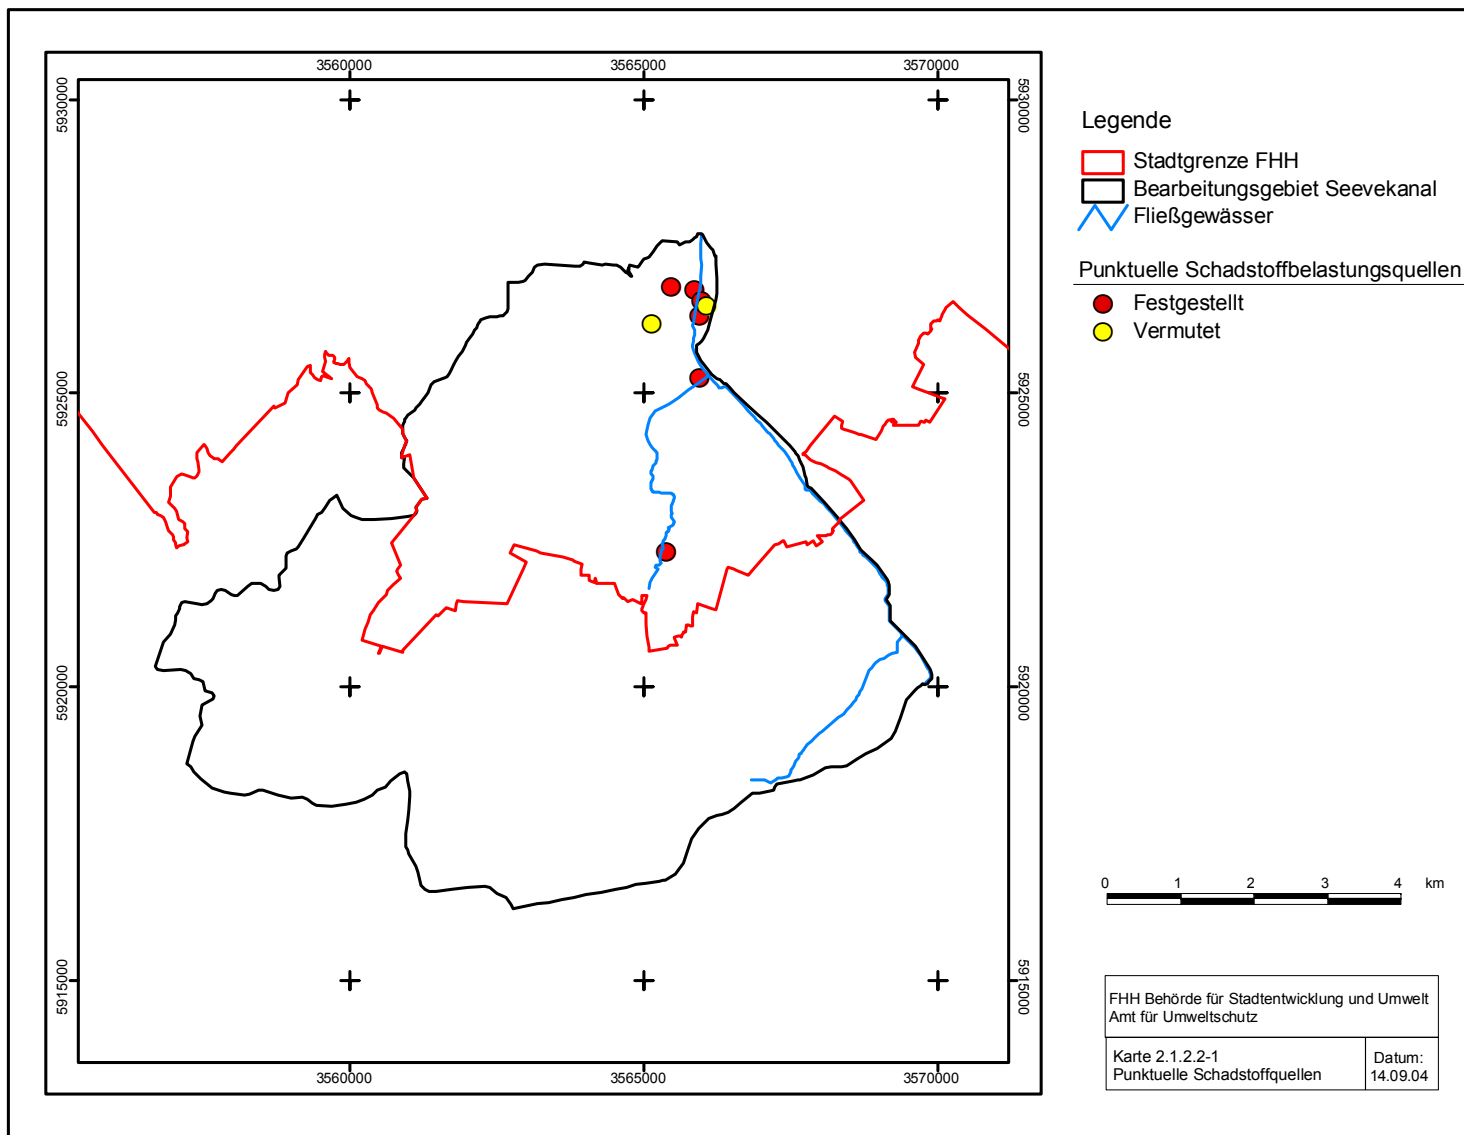 3560000 3565000 3570000
5930000 5930000
5925000 5925000
5920000 5920000
5915000 5915000
3560000 3565000 3570000
Legende
Stadtgrenze FHH
Bearbeitungsgebiet Seevekanal
Fließgewässer
Punktuelle Schadstoffbelastungsquellen
Festgestellt
Vermutet
0 1 2 3 4 km
FHH Behörde für Stadtentwicklung und Umwelt
Amt für Umweltschutz
Karte 2.1.2.2-1
Punktuelle Schadstoffquellen
Datum:
14.09.04